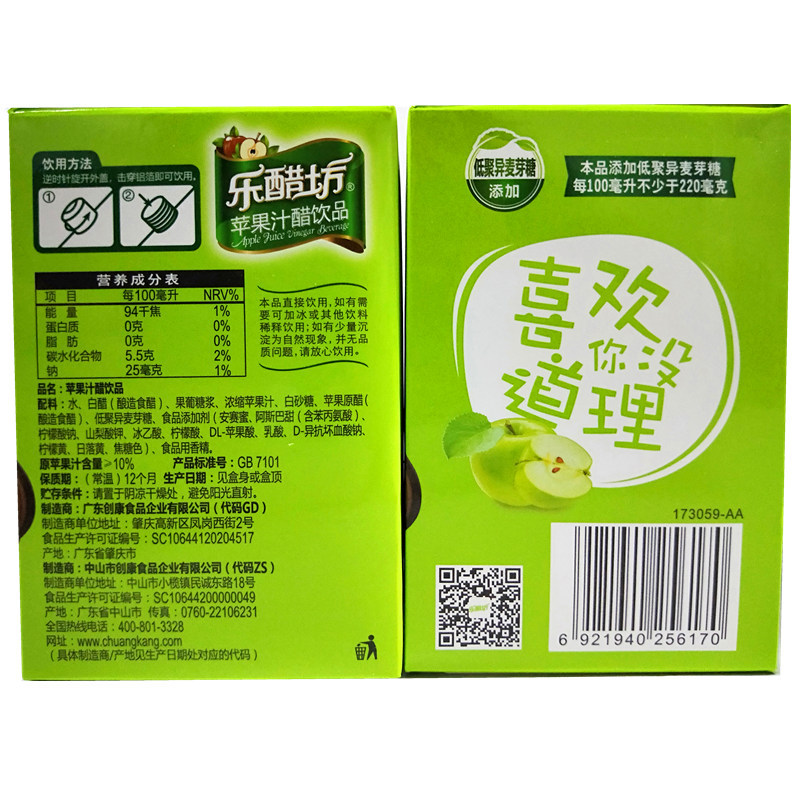 饮用方法
逆时针旋开外盖，击穿铝箔即可饮用。
① ②
乐醋坊®
苹果汁醋饮品
Apple Juice Vinegar Beverage
营养成分表
项 目 每100毫升 NRV%
能 量 94千焦 1%
蛋白质 0克 0%
脂 肪 0克 0%
碳水化合物 5.5克 2%
钠 25毫克 1%
本品直接饮用,如有需
要可加冰或其他饮料
稀释饮用;如有少量沉
淀为自然现象，并无品
质问题,请放心饮用。
品名：苹果汁醋饮品
配料：水、白醋（酿造食醋）、果葡糖浆、浓缩苹果汁、白砂糖、苹果原醋(
酿造食醋）、低聚异麦芽糖、食品添加剂（安赛蜜、阿斯巴甜（含苯丙氨酸）、
柠檬酸钠、山梨酸钾、冰乙酸、柠檬酸、DL-苹果酸、乳酸、D-异抗坏血酸钠、
柠檬黄、日落黄、焦糖色）、食品用香精。
原苹果汁含量≥10% 产品标准号：GB 7101
保质期：（常温）12个月 生产日期：见盒身或盒顶
贮存条件：请置于阴凉干燥处，避免阳光直射。
制造商：广东创康食品企业有限公司（代码GD）
制造商单位地址：肇庆高新区凤岗西街2号
食品生产许可证编号：SC10644120204517
产地：广东省肇庆市
制造商：中山市创康食品企业有限公司（代码ZS）
制造商单位地址：中山市小榄镇民诚东路18号
食品生产许可证编号：SC10644200000049
产地：广东省中山市 传真：0760-22106231
全国热线电话：400-801-3328
网址：www.chuangkang.com
（具体制造商/产地见生产日期处对应的代码）
低聚异麦芽糖
添加
本品添加低聚异麦芽糖
每100毫升不少于220毫克
喜欢
你没
道理
173059-AA
6 921940 256170